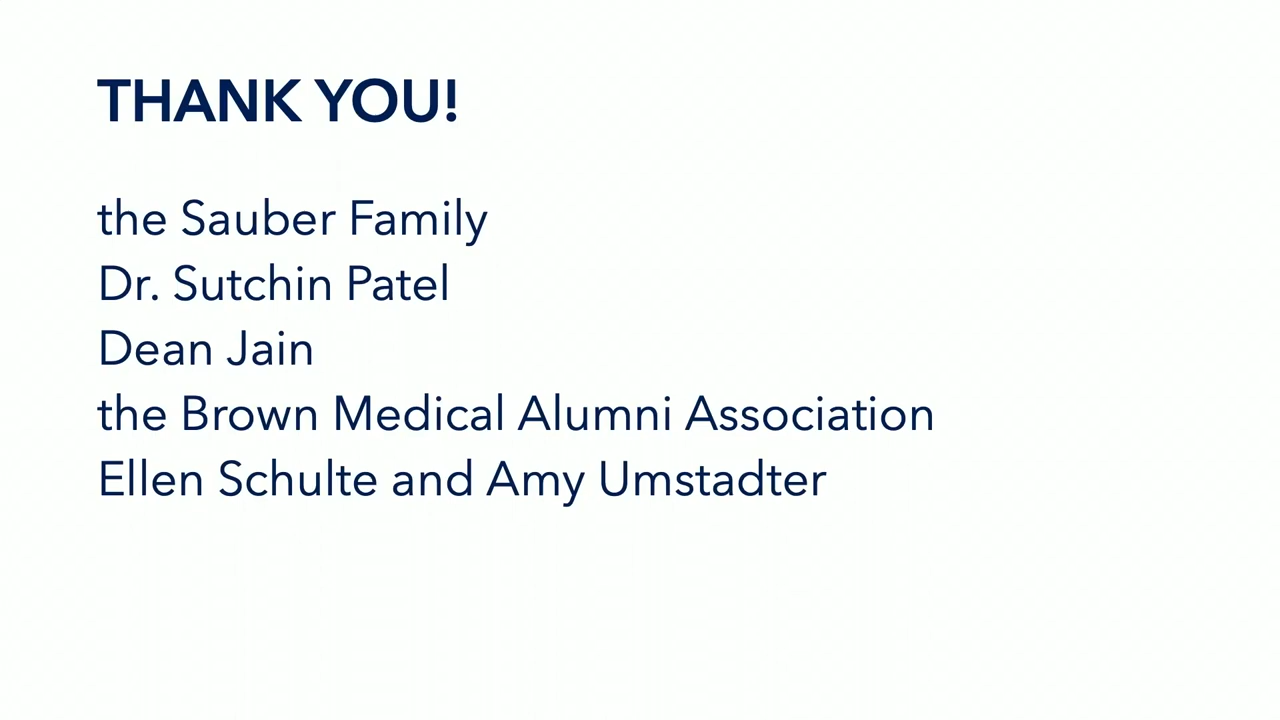 THANK YOU!
the Sauber Family
Dr. Sutchin Patel
Dean Jain
the Brown Medical Alumni Association
Ellen Schulte and Amy Umstadter